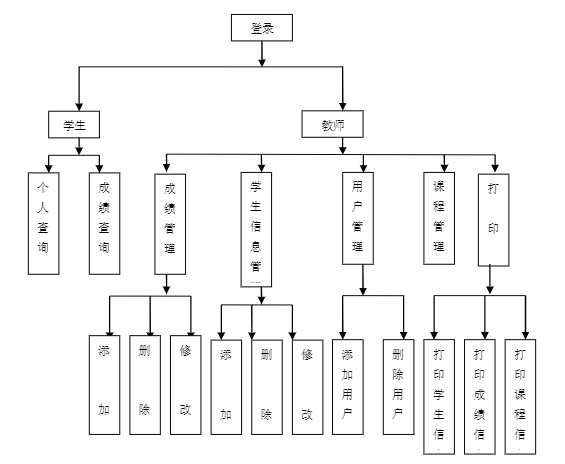 登录
学生
教师
个人查询
成绩查询
成绩管理
学生信息管
用户管理
课程管理
打印
添加
删除
修改
添加
删除
修改
添加用户
删除用户
打印学生信
打印成绩信
打印课程信